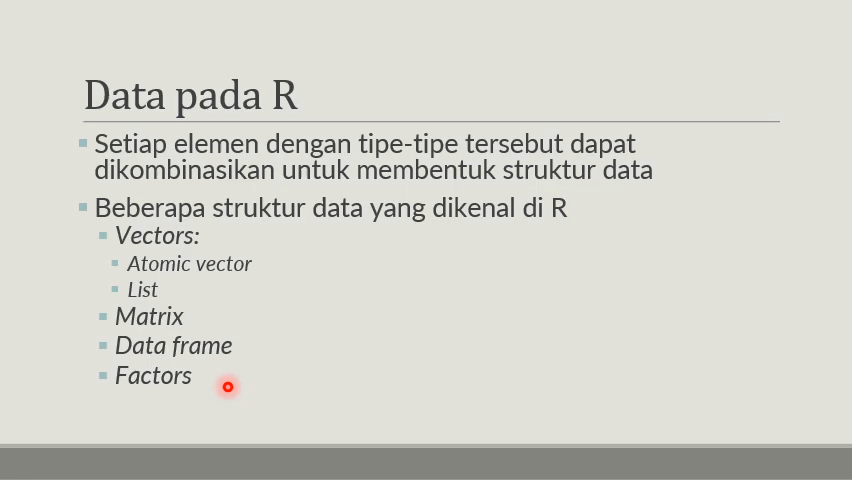 Data pada R
Setiap elemen dengan tipe-tipe tersebut dapat
dikombinasikan untuk membentuk struktur data
Beberapa struktur data yang dikenal di R
Vectors:
Atomic vector
List
Matrix
Data frame
Factors